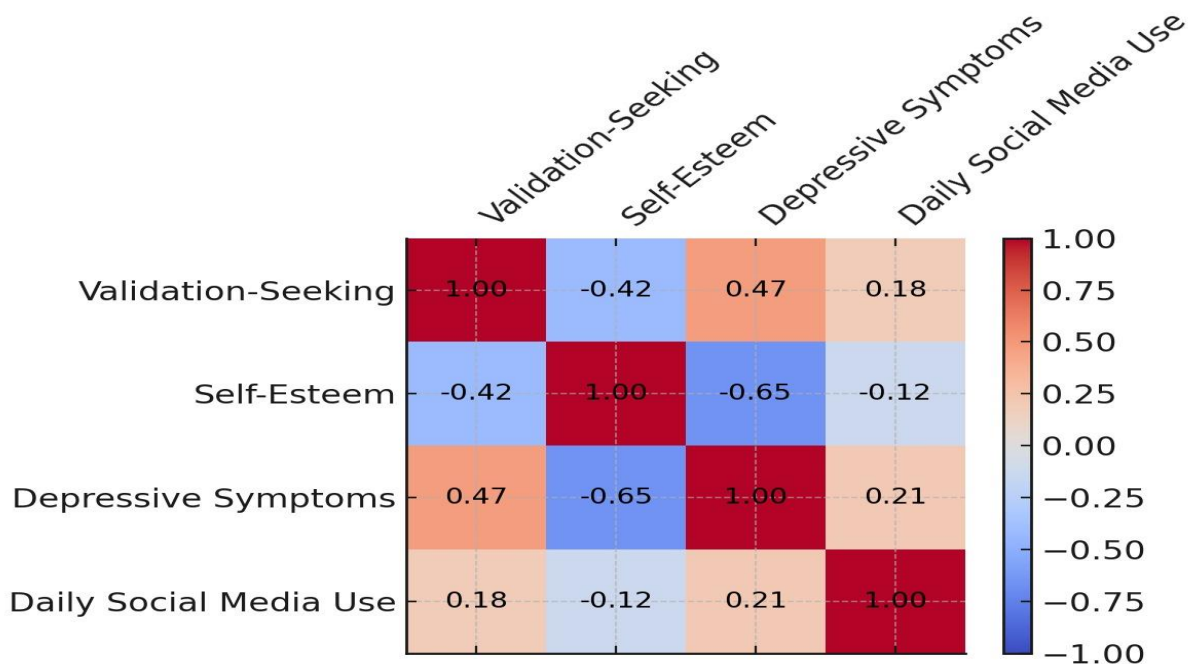 Validation-Seeking
Self-Esteem
Depressive Symptoms
Daily Social Media Use
Validation-Seeking 1.00 -0.42 0.47 0.18
Self-Esteem -0.42 1.00 -0.65 -0.12
Depressive Symptoms 0.47 -0.65 1.00 0.21
Daily Social Media Use 0.18 -0.12 0.21 1.00
1.00
0.75
0.50
0.25
0.00
−0.25
−0.50
−0.75
−1.00